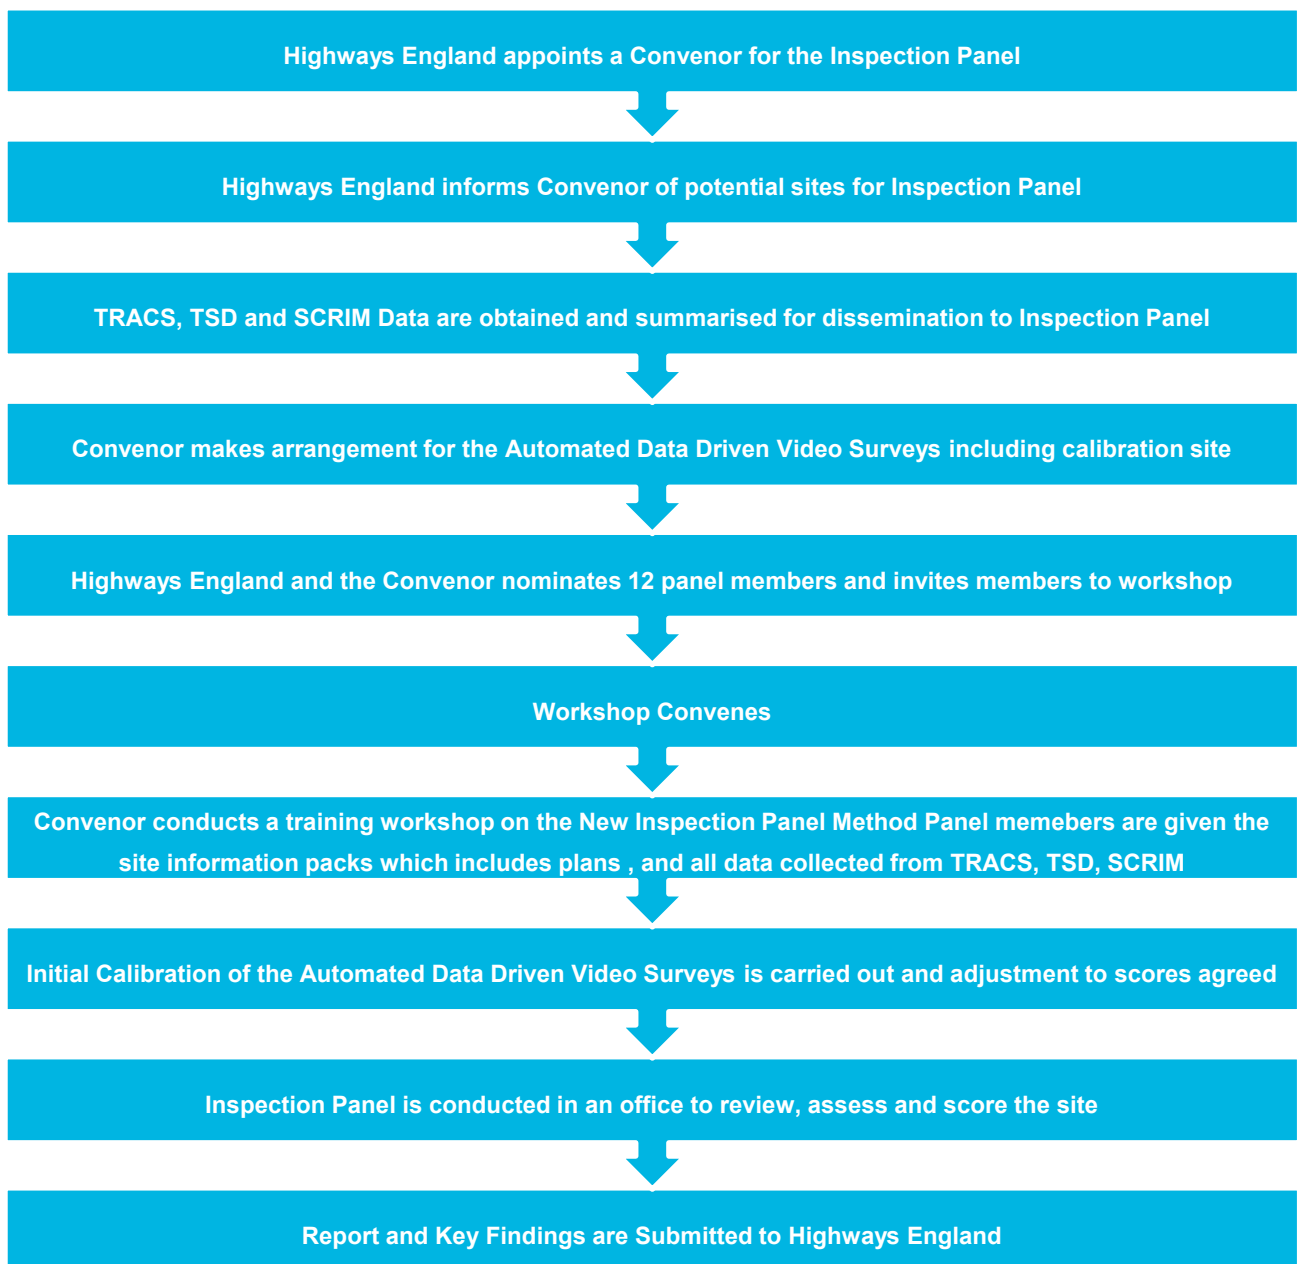 Highways England appoints a Convenor for the Inspection Panel
Highways England informs Convenor of potential sites for Inspection Panel
TRACS, TSD and SCRIM Data are obtained and summarised for dissemination to Inspection Panel
Convenor makes arrangement for the Automated Data Driven Video Surveys including calibration site
Highways England and the Convenor nominates 12 panel members and invites members to workshop
Workshop Convenes
Convenor conducts a training workshop on the New Inspection Panel Method Panel memebers are given the
site information packs which includes plans , and all data collected from TRACS, TSD, SCRIM
Initial Calibration of the Automated Data Driven Video Surveys is carried out and adjustment to scores agreed
Inspection Panel is conducted in an office to review, assess and score the site
Report and Key Findings are Submitted to Highways England